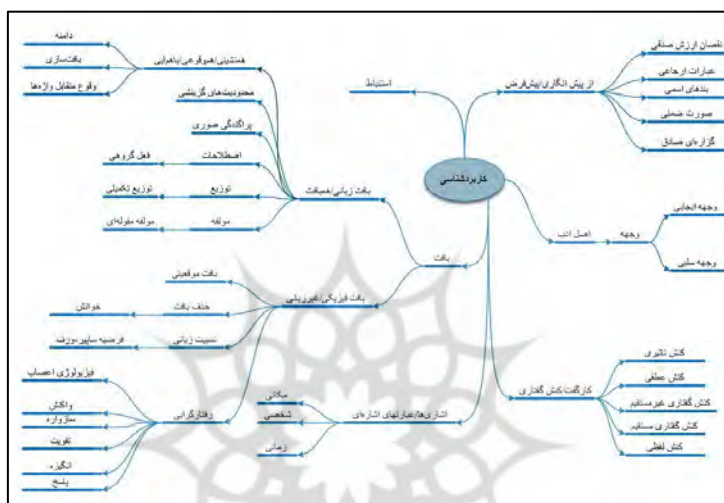 کاربردشناسی
از پیش انگاری/پیش‌فرض
نقصان ارزش صدقی
عبارات ارجاعی
بندهای اسمی
صورت ضمنی
گزاره‌ای صادق
اصل ادب
وجهه
وجهه ایجابی
وجهه سلبی
کارگفت/کنش گفتاری
کنش تاثیری
کنش عطفی
کنش گفتاری غیرمستقیم
کنش گفتاری مستقیم
کنش لفظی
اشاری‌ها/عبارتهای اشاره‌ای
مکانی
شخصی
زمانی
استنباط
بافت
بافت زبانی/همبافت
همنشینی/هم‌وقوعی/باهم‌آیی
دامنه
بافت‌سازی
وقوع متقابل واژه‌ها
محدودیت‌های گزینشی
پراگندگی صوری
اصطلاحات
فعل گروهی
توزیع
توزیع تکمیلی
مولفه
مولفه مقوله‌ای
بافت فیزیکی/غیرزبانی
بافت موقعیتی
حذف بافت
خوانش
نسبیت زبانی
فرضیه ساپیر-ورف
رفتارگرایی
فیزیولوژی اعصاب
واکنش
سازواره
تقویت
انگیزه
پاسخ